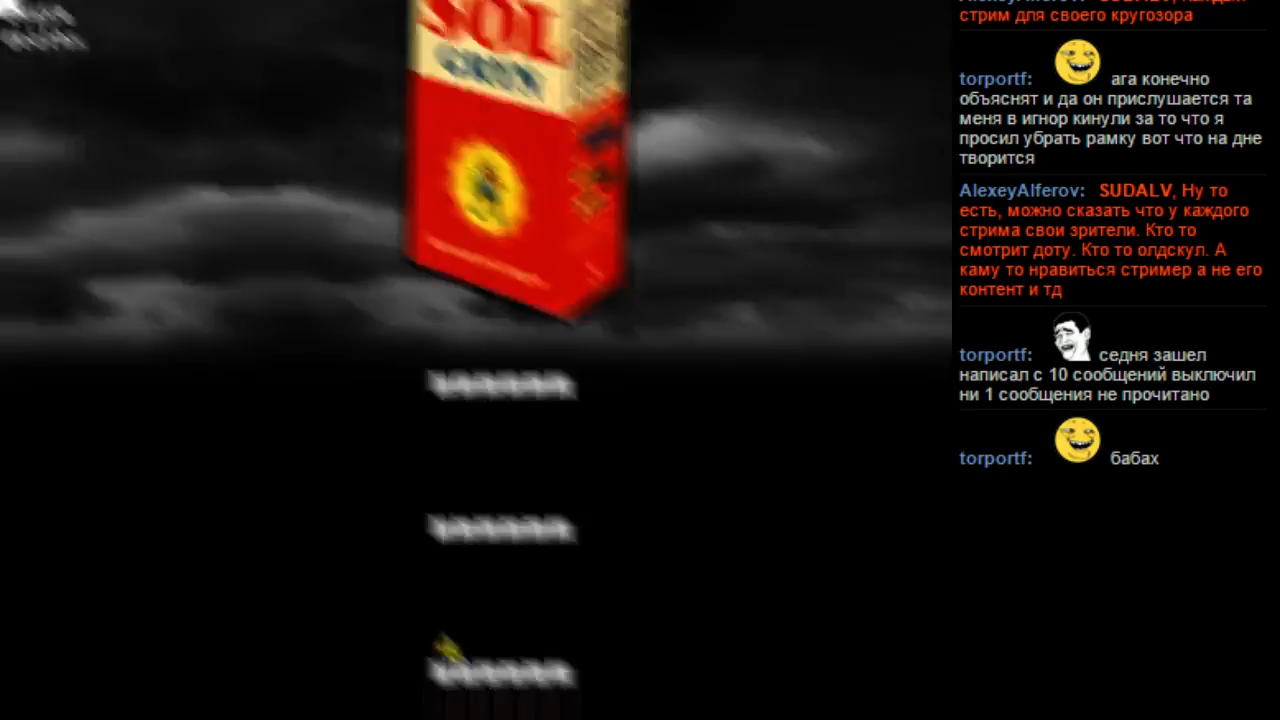 SOL
стрим для своего кругозора
torportf: ага конечно
объяснят и да он прислушается та
меня в игнор кинули за то что я
просил убрать рамку вот что на дне
творится
AlexeyAlferov: SUDALV, Ну то
есть, можно сказать что у каждого
стрима свои зрители. Кто то
смотрит доту. Кто то олдскул. А
каму то нравиться стример а не его
контент и тд
torportf: седня зашел
написал с 10 сообщений выключил
ни 1 сообщения не прочитано
torportf: бабах